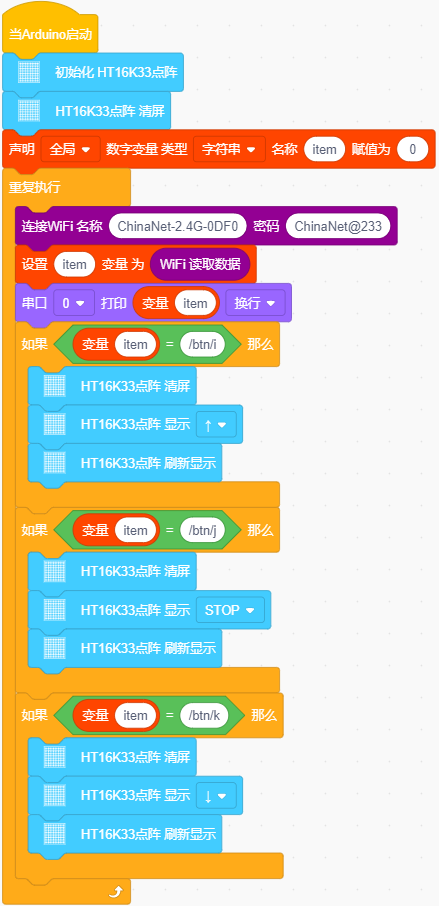 当Arduino启动
初始化 HT16K33点阵
HT16K33点阵 清屏
声明 全局 数字变量 类型 字符串 名称 item 赋值为 0
重复执行
连接WiFi 名称 ChinaNet-2.4G-0DF0 密码 ChinaNet@233
设置 item 变量 为 WiFi 读取数据
串口 0 打印 变量 item 换行
如果 变量 item = /btn/i 那么
HT16K33点阵 清屏
HT16K33点阵 显示 ↑
HT16K33点阵 刷新显示
如果 变量 item = /btn/j 那么
HT16K33点阵 清屏
HT16K33点阵 显示 STOP
HT16K33点阵 刷新显示
如果 变量 item = /btn/k 那么
HT16K33点阵 清屏
HT16K33点阵 显示 ↓
HT16K33点阵 刷新显示